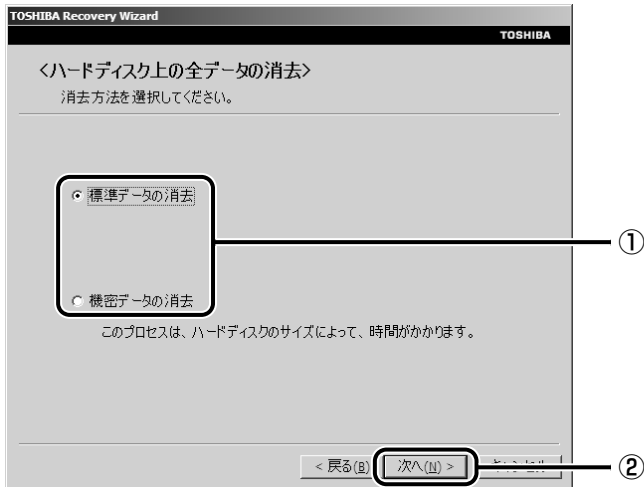 TOSHIBA Recovery Wizard
TOSHIBA
<ハードディスク上の全データの消去>
消去方法を選択してください。
標準データの消去
①
機密データの消去
このプロセスは、ハードディスクのサイズによって、時間がかかります。
< 戻る(B) 次へ(N) >
②